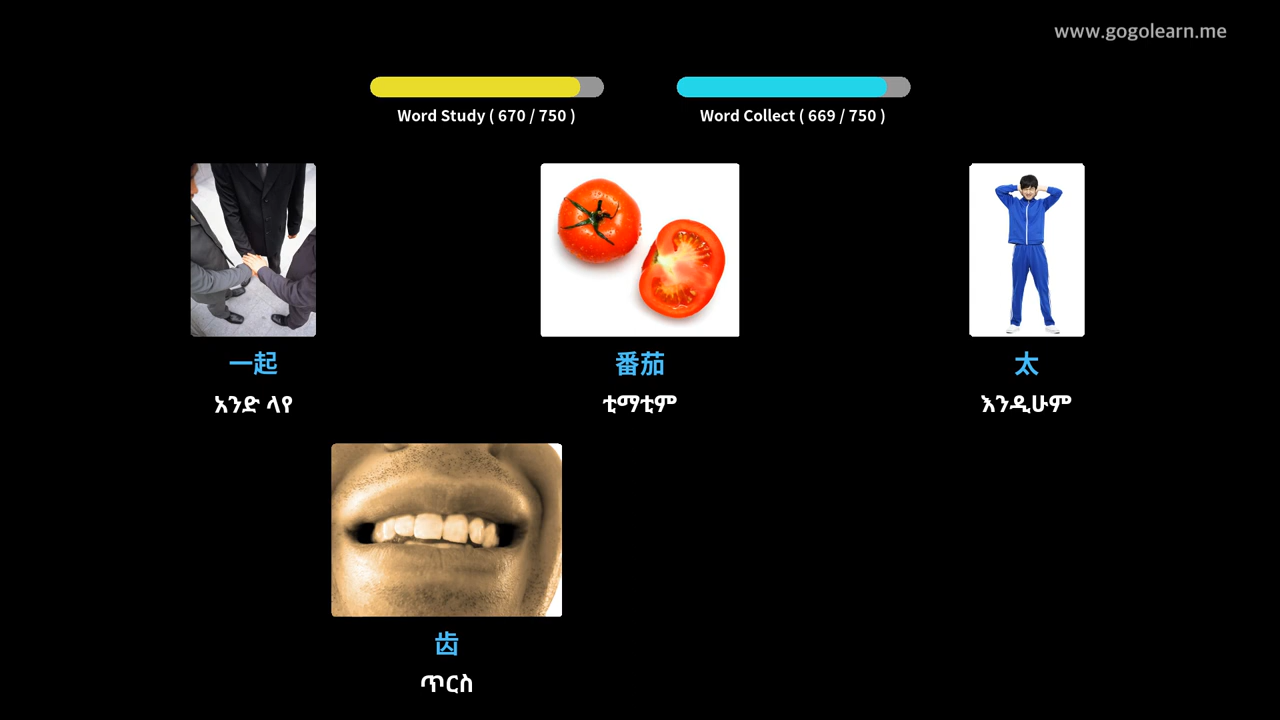 www.gogolearn.me
Word Study ( 670 / 750 )
Word Collect ( 669 / 750 )
一起
አንድ ላየ
番茄
ቲማቲም
太
እንዲሁም
齿
ጥርስ